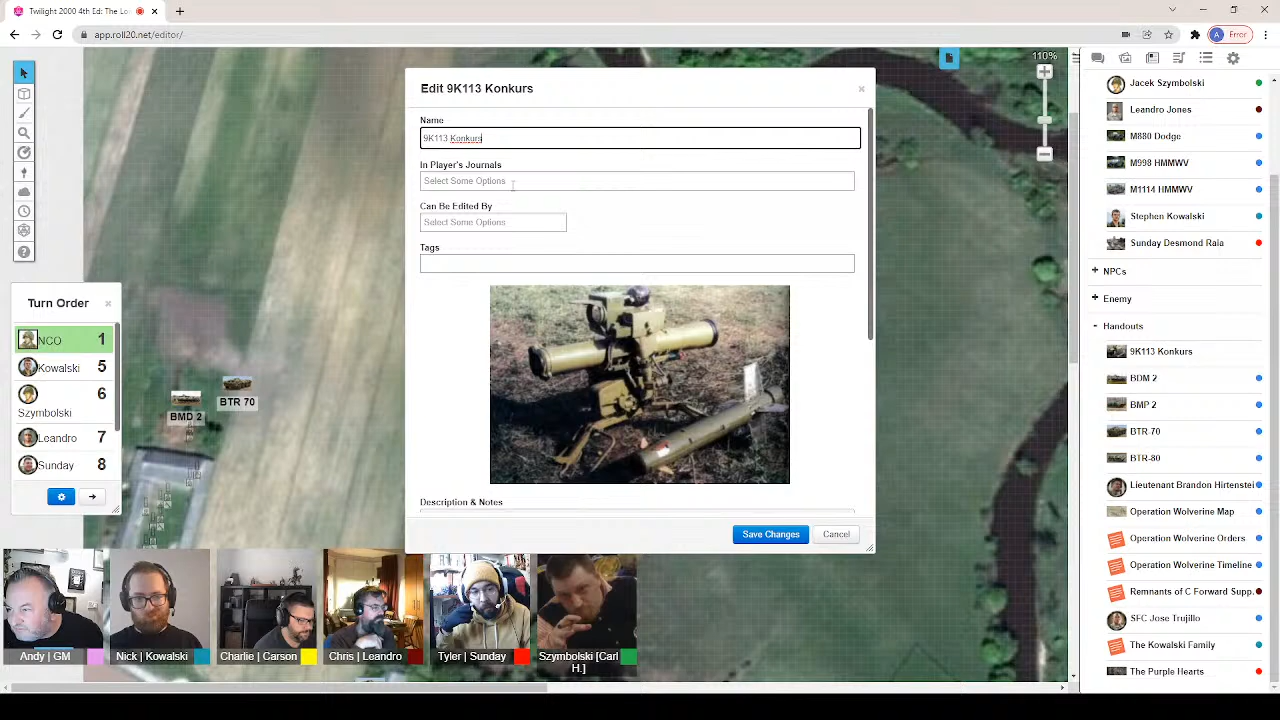 Twilight 2000 4th Ed: The Lo
app.roll20.net/editor/
A
Error
110%
Edit 9K113 Konkurs
Name
9K113 Konkurs
In Player's Journals
Select Some Options
Can Be Edited By
Select Some Options
Tags
Description & Notes
Save Changes
Cancel
Turn Order
NCO 1
Kowalski 5
Szymbolski 6
Leandro 7
Sunday 8
BMD 2
BTR 70
Jacek Szymbolski
Leandro Jones
M880 Dodge
M998 HMMWV
M1114 HMMWV
Stephen Kowalski
Sunday Desmond Raia
NPCs
Enemy
Handouts
9K113 Konkurs
BDM 2
BMP 2
BTR-70
BTR-80
Lieutenant Brandon Hirtenstei
Operation Wolverine Map
Operation Wolverine Orders
Operation Wolverine Timeline
Remnants of C Forward Supp.
SFC Jose Trujillo
The Kowalski Family
The Purple Hearts
Andy | GM
Nick | Kowalski
Charlie | Carson
Chris | Leandro
Tyler | Sunday
Szymbolski [Carl
H.]